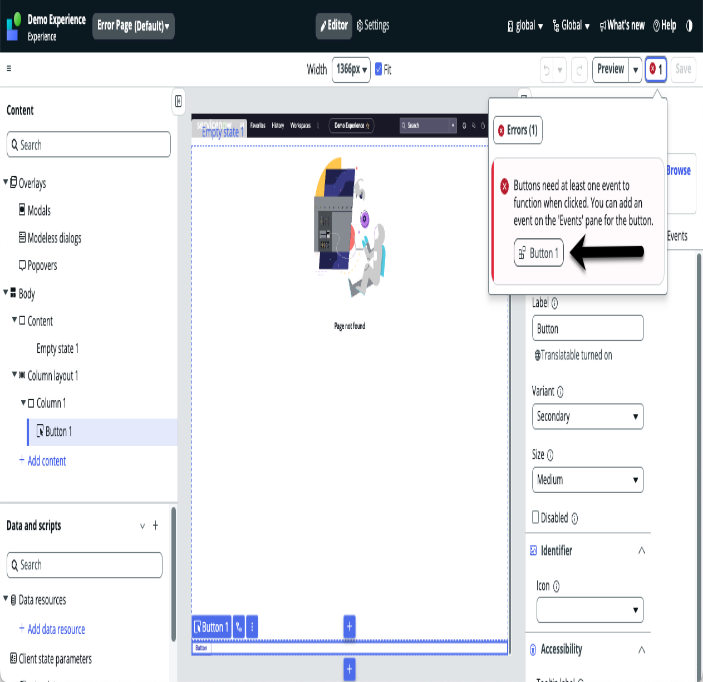 Demo Experience
Experience
Error Page (Default)
Editor
Settings
global
Global
What's new
Help
Width
1366px
Fit
Preview
1
Save
Content
Search
Overlays
Modals
Modeless dialogs
Popovers
Body
Content
Empty state 1
Column layout 1
Column 1
Button 1
+ Add content
Data and scripts
Search
Data resources
+ Add data resource
Client state parameters
Empty state 1
Favorites
History
Workspaces
Demo Experience
Search
Page not found
Button 1
Button
Errors (1)
Buttons need at least one event to
function when clicked. You can add an
event on the 'Events' pane for the button.
Button 1
Browse
Events
Label
Button
Translatable turned on
Variant
Secondary
Size
Medium
Disabled
Identifier
Icon
Accessibility